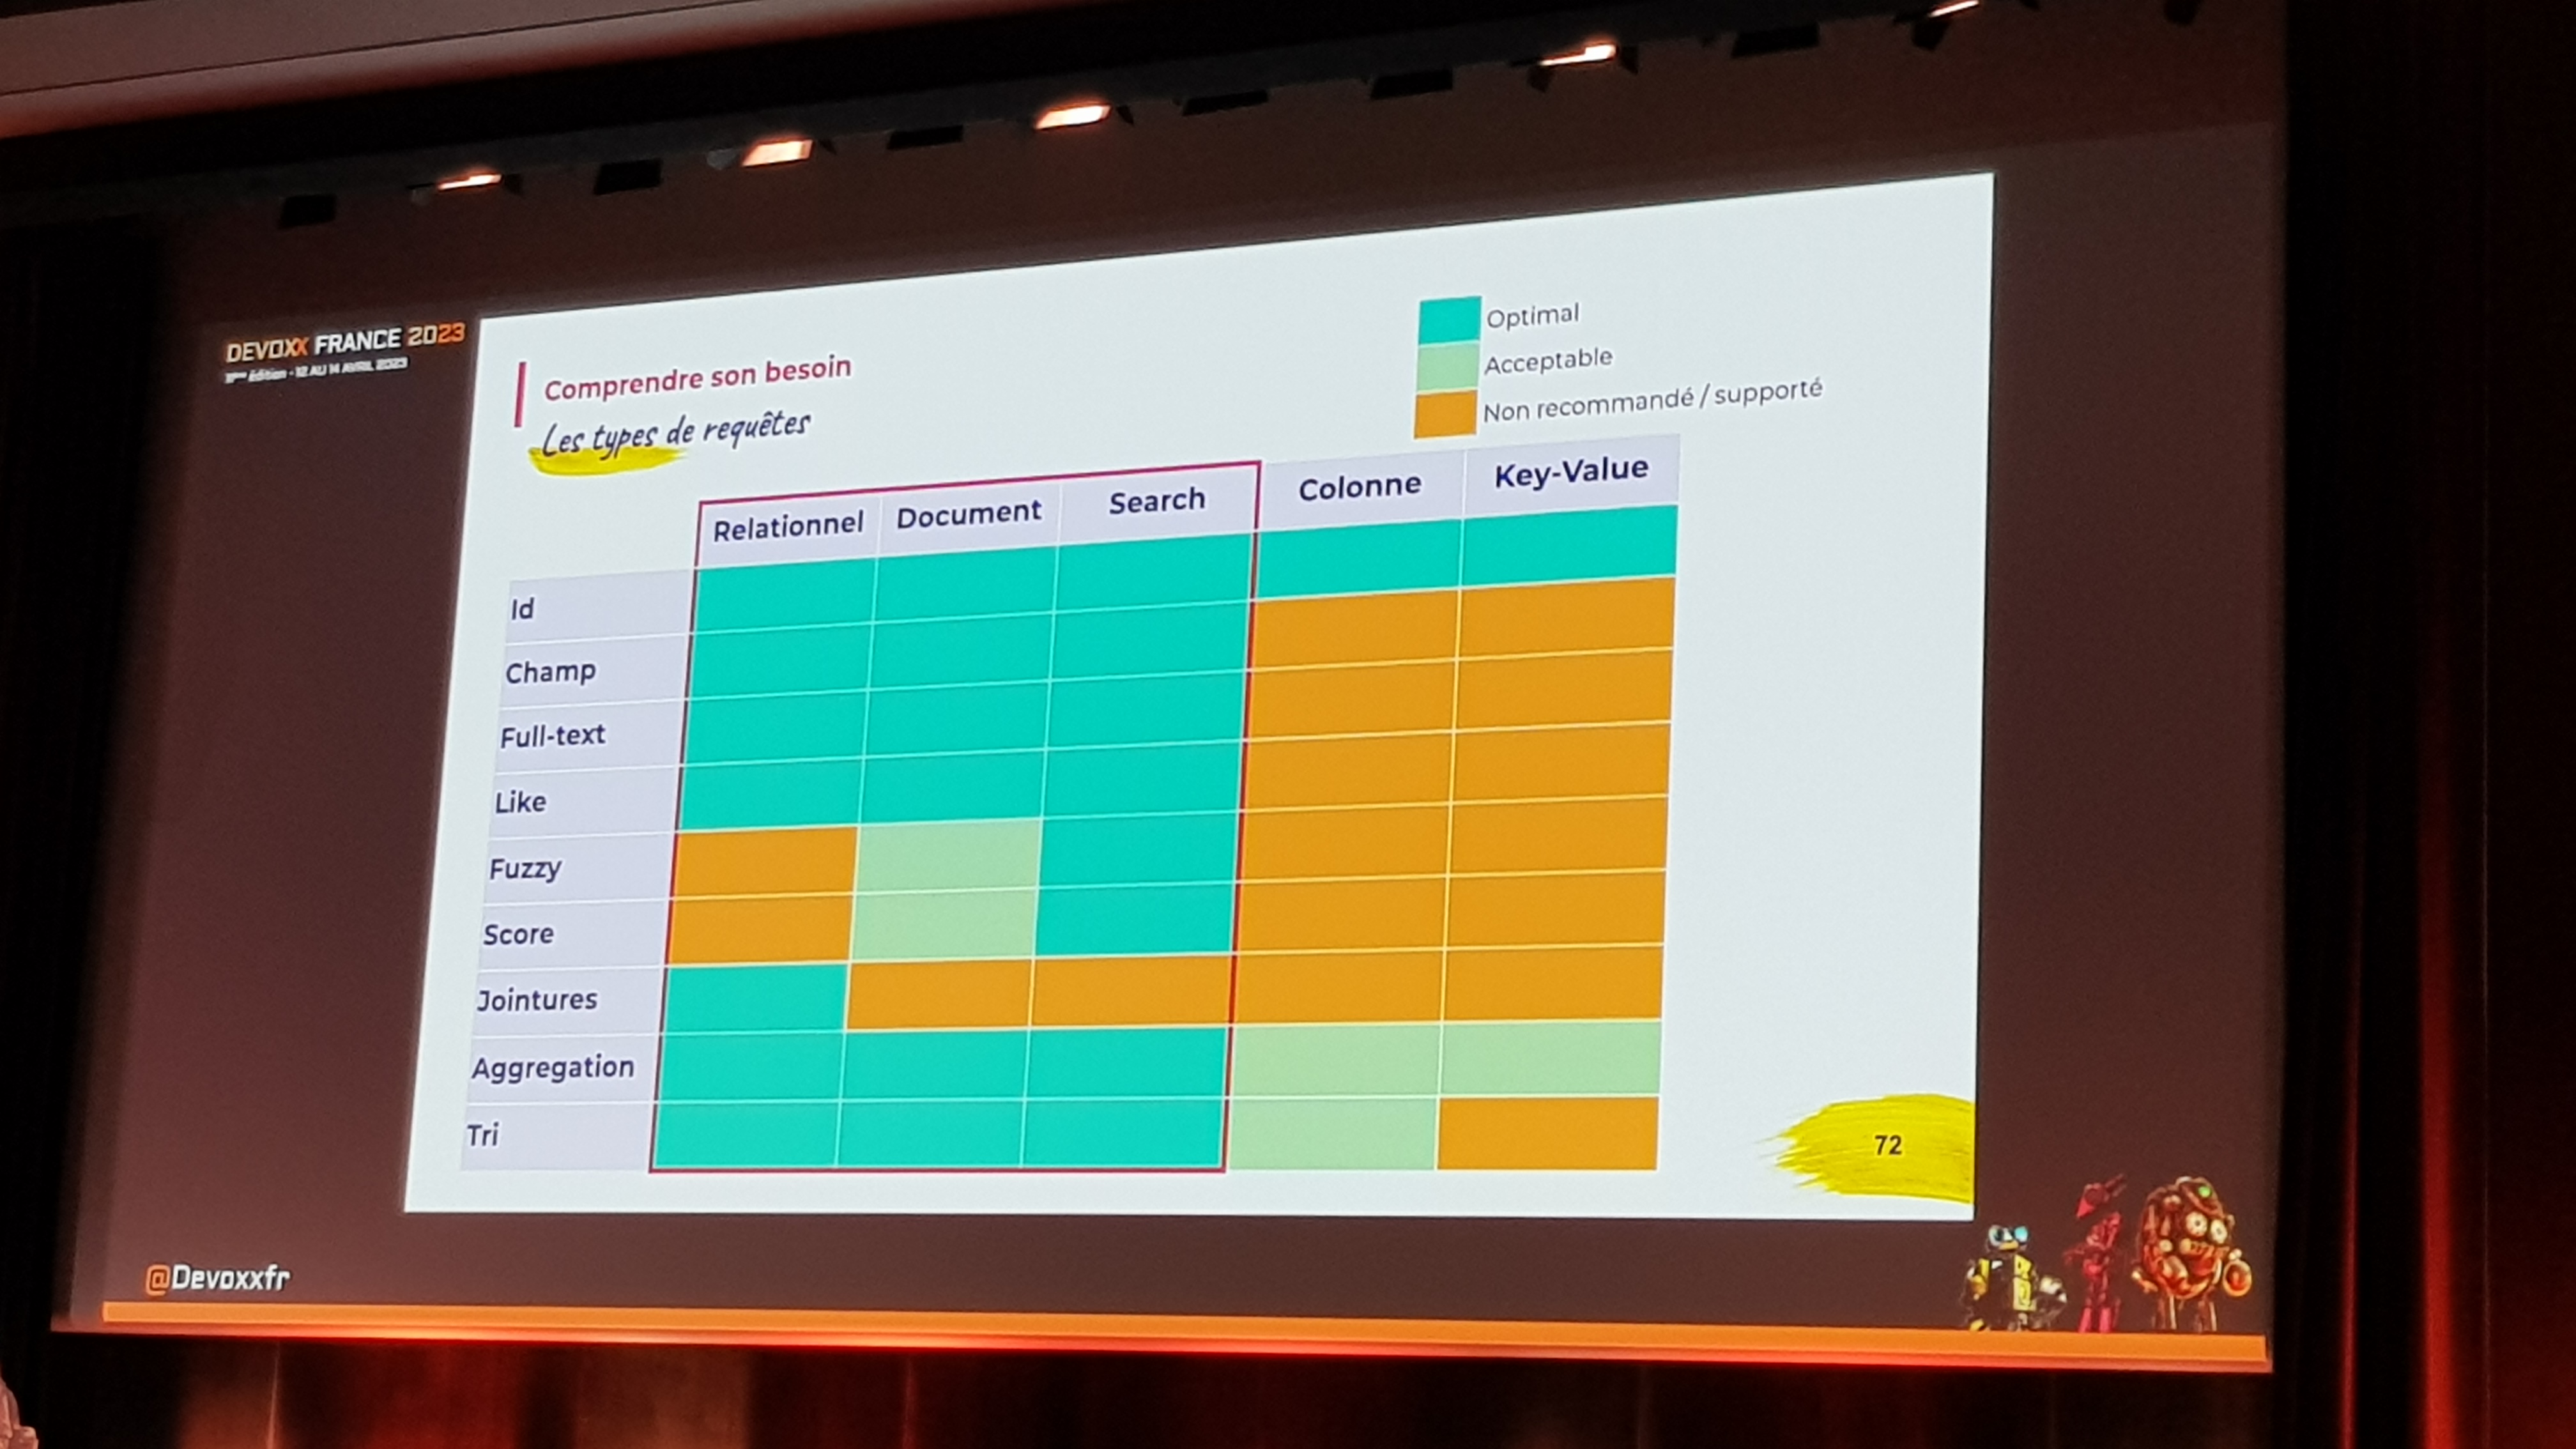 DEVOXX FRANCE 2023
11ème édition - 12 AU 14 AVRIL 2023
Comprendre son besoin
Les types de requêtes
Optimal
Acceptable
Non recommandé / supporté
Relationnel Document Search Colonne Key-Value
Id
Champ
Full-text
Like
Fuzzy
Score
Jointures
Aggregation
Tri
72
@Devoxxfr